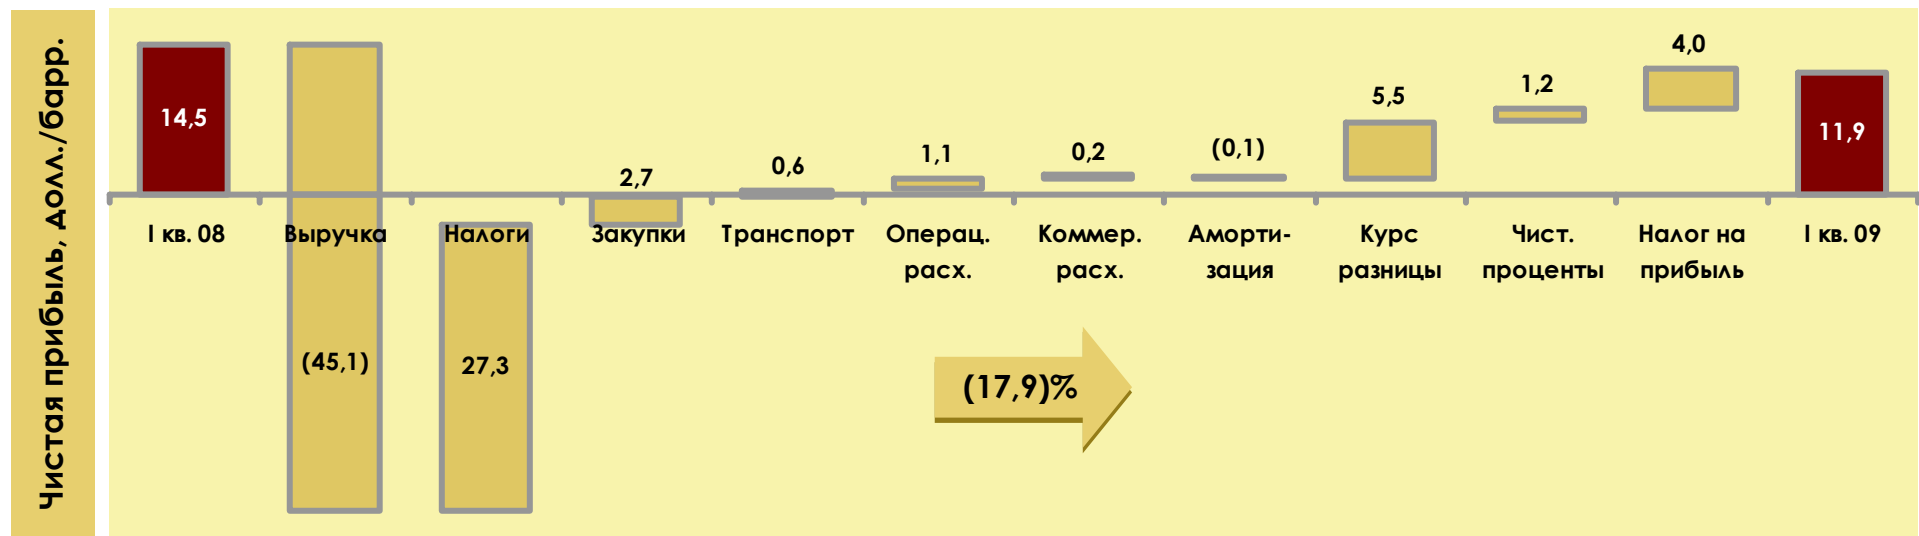 Чистая прибыль, долл./барр.
14,5
(45,1)
27,3
2,7
0,6
1,1
0,2
(0,1)
5,5
1,2
4,0
11,9
I кв. 08
Выручка
Налоги
Закупки
Транспорт
Операц.
расх.
Коммер.
расх.
Аморти-
зация
Курс
разницы
Чист.
проценты
Налог на
прибыль
I кв. 09
(17,9)%